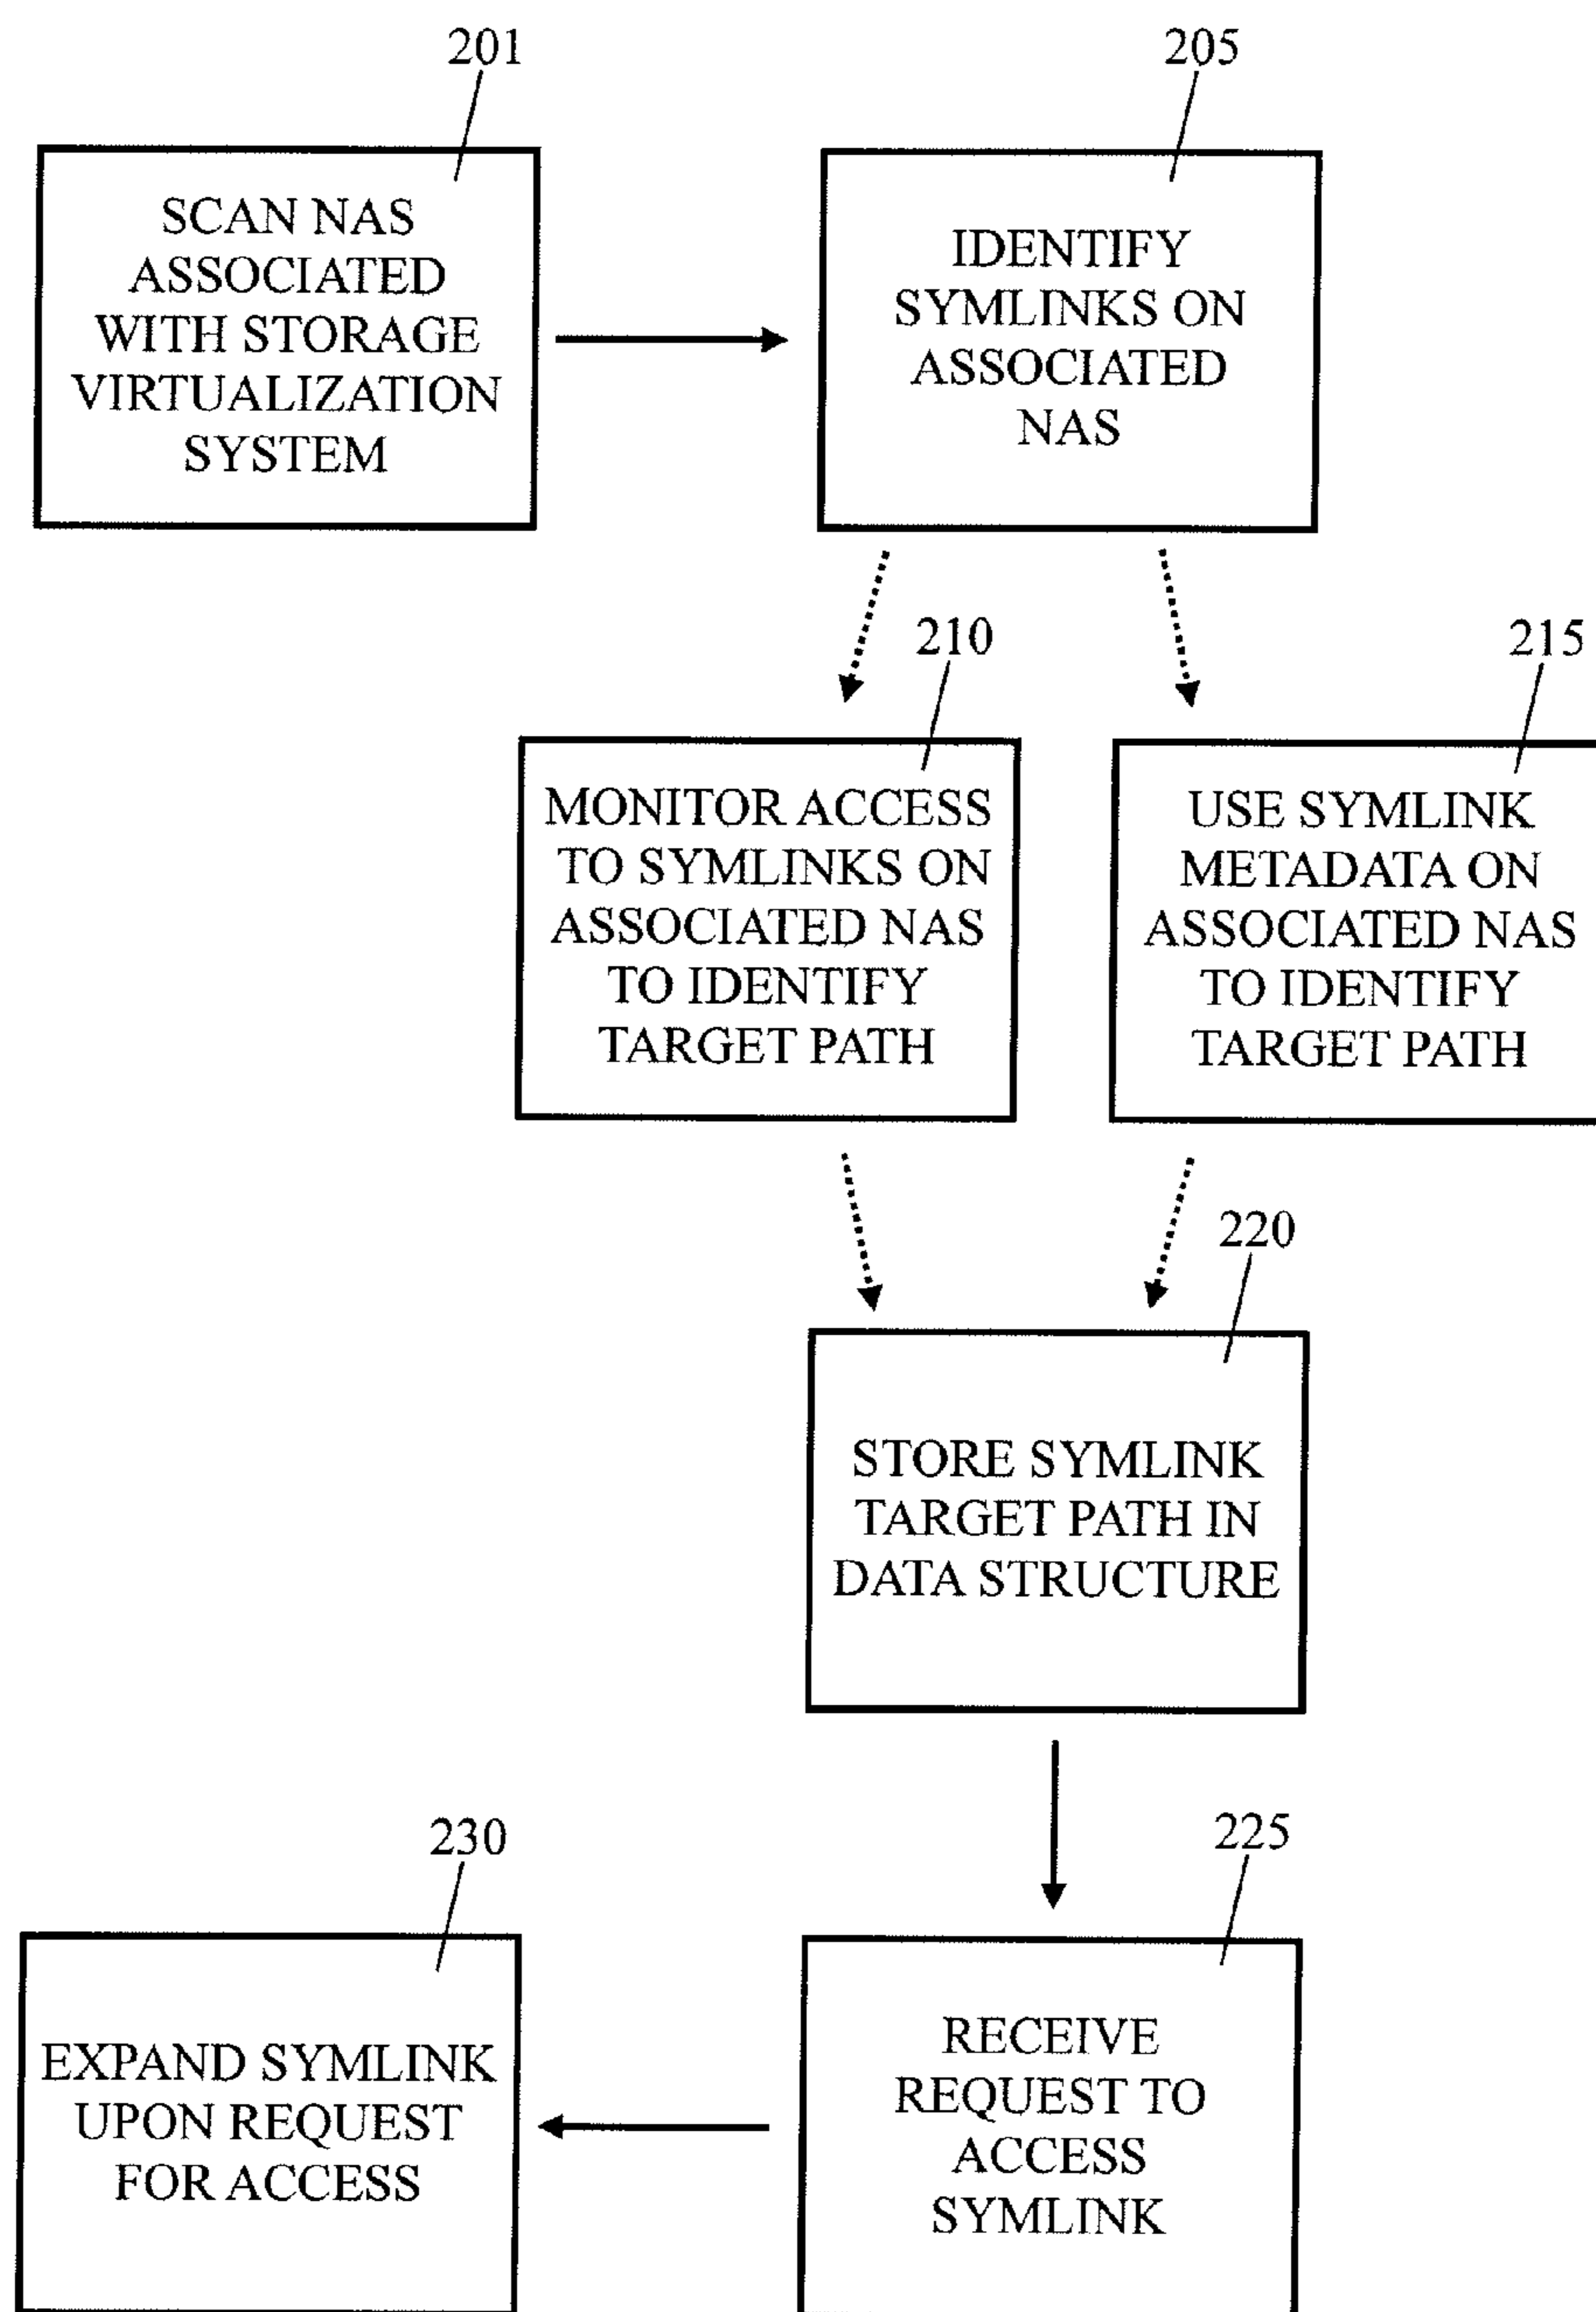 201
SCAN NAS
ASSOCIATED
WITH STORAGE
VIRTUALIZATION
SYSTEM
205
IDENTIFY
SYMLINKS ON
ASSOCIATED
NAS
210
MONITOR ACCESS
TO SYMLINKS ON
ASSOCIATED NAS
TO IDENTIFY
TARGET PATH
215
USE SYMLINK
METADATA ON
ASSOCIATED NAS
TO IDENTIFY
TARGET PATH
220
STORE SYMLINK
TARGET PATH IN
DATA STRUCTURE
225
RECEIVE
REQUEST TO
ACCESS
SYMLINK
230
EXPAND SYMLINK
UPON REQUEST
FOR ACCESS